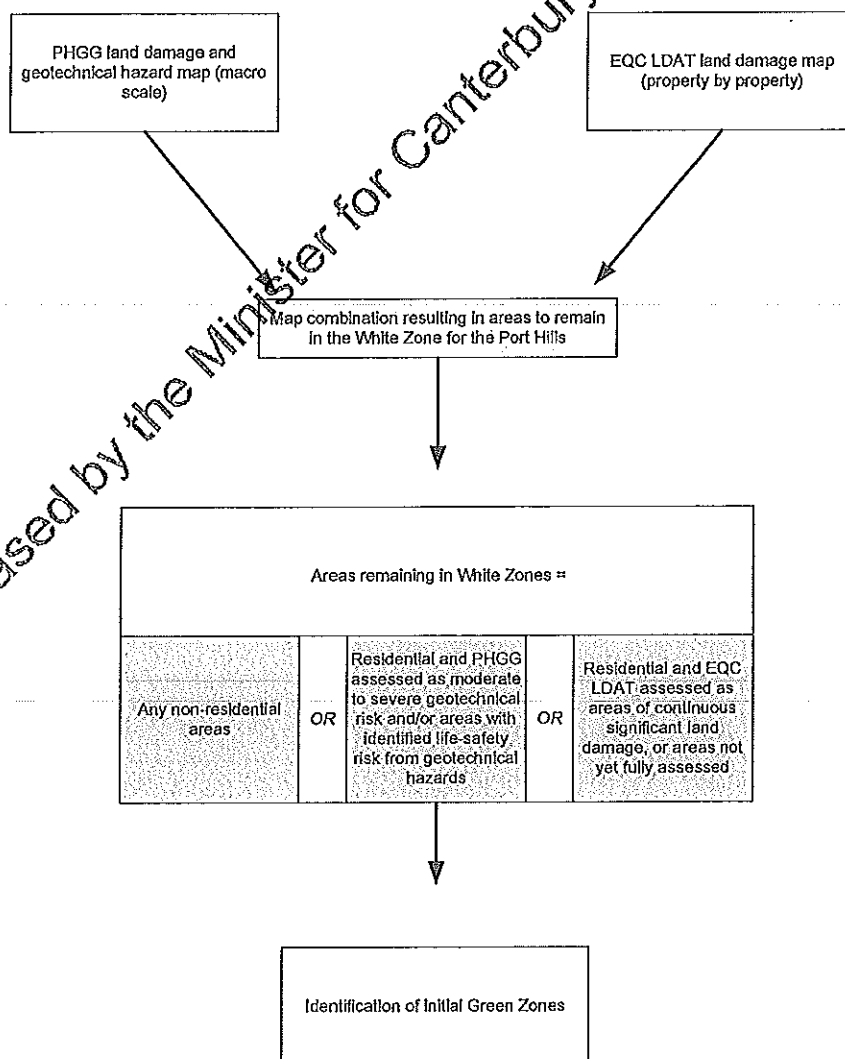 PHGG land damage and
geotechnical hazard map (macro
scale)
EQC LDAT land damage map
(property by property)
Map combination resulting in areas to remain
in the White Zone for the Port Hills
Areas remaining in White Zones =
Any non-residential
areas
OR
Residential and PHGG
assessed as moderate
to severe geotechnical
risk and/or areas with
identified life-safety
risk from geotechnical
hazards
OR
Residential and EQC
LDAT assessed as
areas of continuous
significant land
damage, or areas not
yet fully assessed
Identification of Initial Green Zones
by the Minister for Canterbury